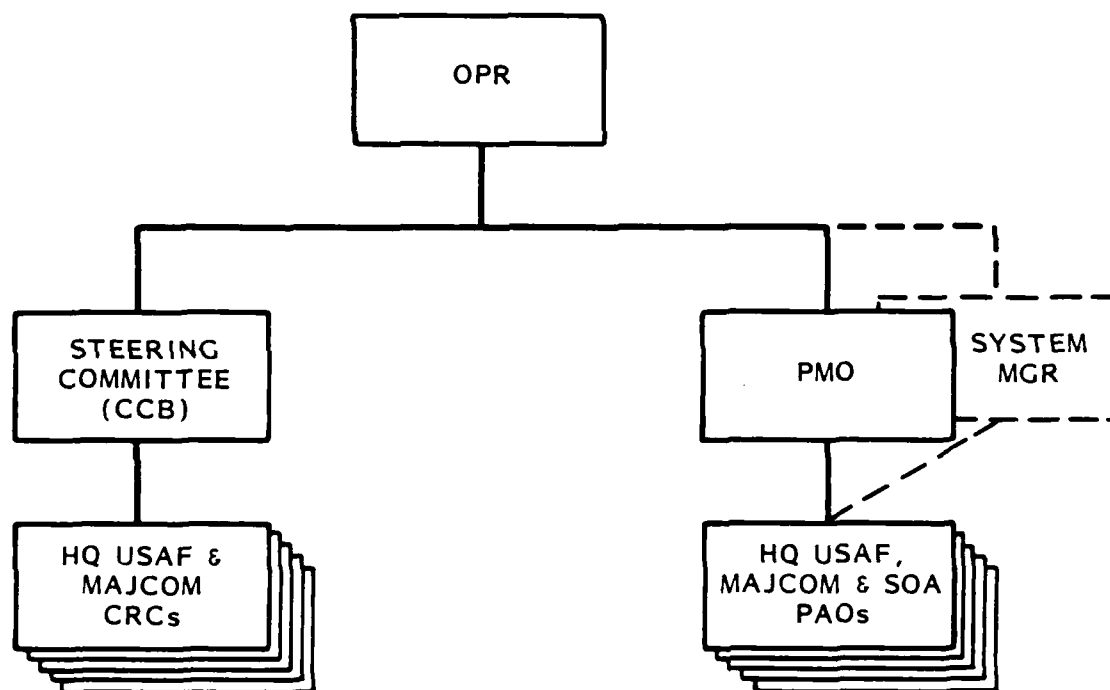 OPR
STEERING
COMMITTEE
(CCB)
PMO
SYSTEM
MGR
HQ USAF &
MAJCOM
CRCs
HQ USAF,
MAJCOM & SOA
PAOs